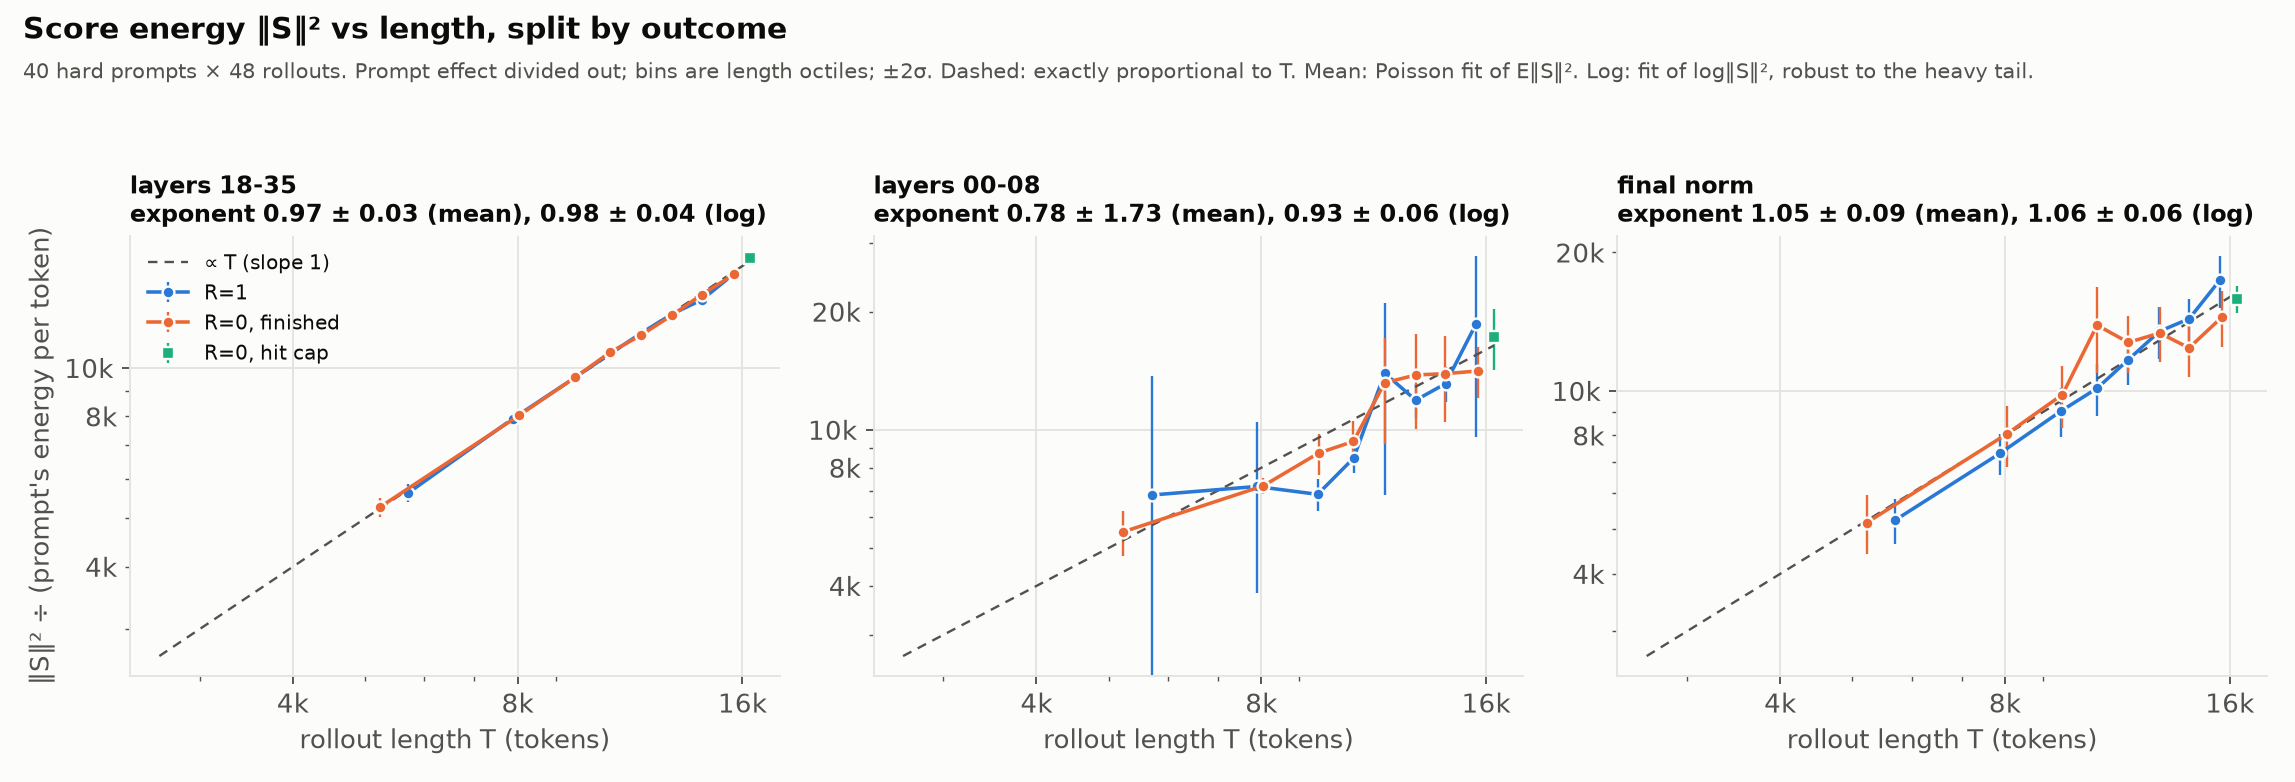 Score energy ‖S‖² vs length, split by outcome
40 hard prompts × 48 rollouts. Prompt effect divided out; bins are length octiles; ±2σ. Dashed: exactly proportional to T. Mean: Poisson fit of E‖S‖². Log: fit of log‖S‖², robust to the heavy tail.
layers 18-35
exponent 0.97 ± 0.03 (mean), 0.98 ± 0.04 (log)
‖S‖² ÷ (prompt's energy per token)
∝ T (slope 1)
R=1
R=0, finished
R=0, hit cap
10k
8k
4k
4k
8k
16k
rollout length T (tokens)
layers 00-08
exponent 0.78 ± 1.73 (mean), 0.93 ± 0.06 (log)
20k
10k
8k
4k
4k
8k
16k
rollout length T (tokens)
final norm
exponent 1.05 ± 0.09 (mean), 1.06 ± 0.06 (log)
20k
10k
8k
4k
4k
8k
16k
rollout length T (tokens)